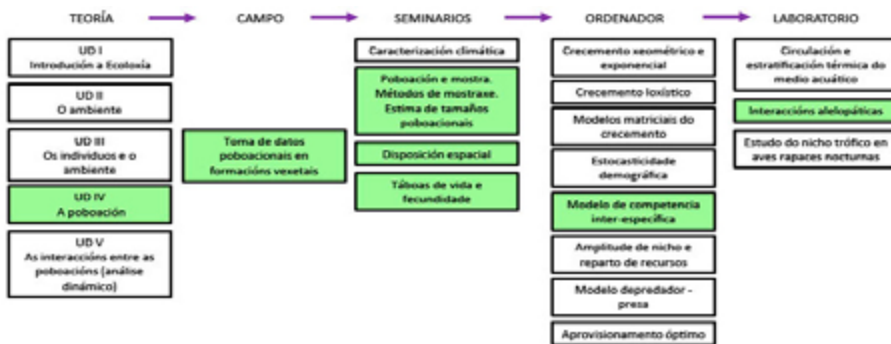 TEORÍA
CAMPO
SEMINARIOS
ORDENADOR
LABORATORIO
UD I
Introdución a Ecoloxía
UD II
O ambiente
UD III
Os individuos e o
ambiente
UD IV
A poboación
UD V
As interaccións entre as
poboacións (análise
dinámico)
Toma de datos
poboacionais en
formacións vexetais
Caracterización climática
Poboación e mostra.
Métodos de mostraxe.
Estima de tamaños
poboacionais
Disposición espacial
Táboas de vida e
fecundidade
Crecemento xeométrico e
exponencial
Crecemento loxístico
Modelos matriciais do
crecemento
Estocasticidade
demográfica
Modelo de competencia
inter-específica
Amplitude de nicho e
reparto de recursos
Modelo depredador -
presa
Aprovisionamento óptimo
Circulación e
estratificación térmica do
medio acuático
Interaccións alelopáticas
Estudo do nicho trófico en
aves rapaces nocturnas